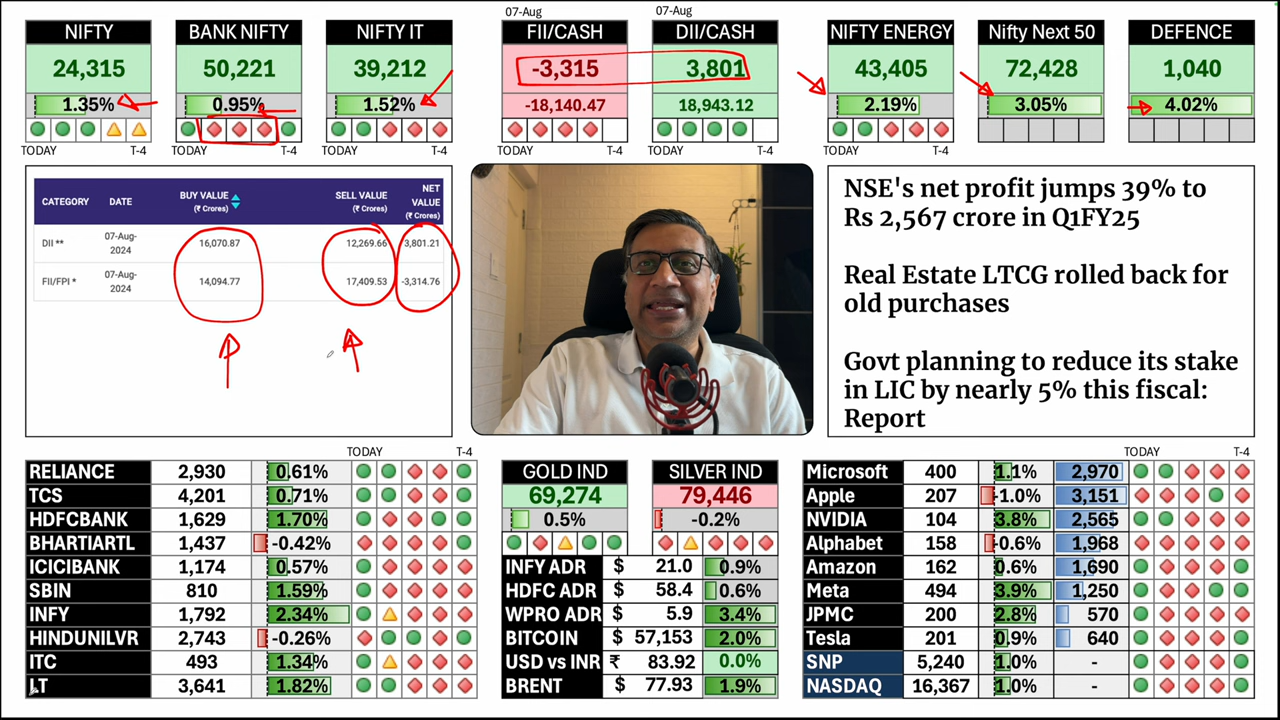 07-Aug
07-Aug
NIFTY
BANK NIFTY
NIFTY IT
FII/CASH
DII/CASH
NIFTY ENERGY
Nifty Next 50
DEFENCE
24,315
50,221
39,212
-3,315
3,801
43,405
72,428
1,040
1.35%
0.95%
1.52%
-18,140.47
18,943.12
2.19%
3.05%
4.02%
TODAY
T-4
TODAY
T-4
TODAY
T-4
TODAY
T-4
CATEGORY DATE BUY VALUE (₹ Crores) SELL VALUE (₹ Crores) NET VALUE (₹ Crores)
DII ** 07-Aug-2024 16,070.87 12,269.66 3,801.21
FII/FPI * 07-Aug-2024 14,094.77 17,409.53 -3,314.76
NSE's net profit jumps 39% to
Rs 2,567 crore in Q1FY25
Real Estate LTCG rolled back for
old purchases
Govt planning to reduce its stake
in LIC by nearly 5% this fiscal:
Report
TODAY T-4
RELIANCE 2,930 0.61%
TCS 4,201 0.71%
HDFCBANK 1,629 1.70%
BHARTIARTL 1,437 -0.42%
ICICIBANK 1,174 0.57%
SBIN 810 1.59%
INFY 1,792 2.34%
HINDUNILVR 2,743 -0.26%
ITC 493 1.34%
LT 3,641 1.82%
GOLD IND
SILVER IND
69,274
79,446
0.5%
-0.2%
INFY ADR $ 21.0 0.9%
HDFC ADR $ 58.4 0.6%
WPRO ADR $ 5.9 3.4%
BITCOIN $ 57,153 2.0%
USD vs INR ₹ 83.92 0.0%
BRENT $ 77.93 1.9%
TODAY T-4
Microsoft 400 1.1% 2,970
Apple 207 -1.0% 3,151
NVIDIA 104 3.8% 2,565
Alphabet 158 -0.6% 1,968
Amazon 162 0.6% 1,690
Meta 494 3.9% 1,250
JPMC 200 2.8% 570
Tesla 201 0.9% 640
SNP 5,240 1.0% -
NASDAQ 16,367 1.0% -